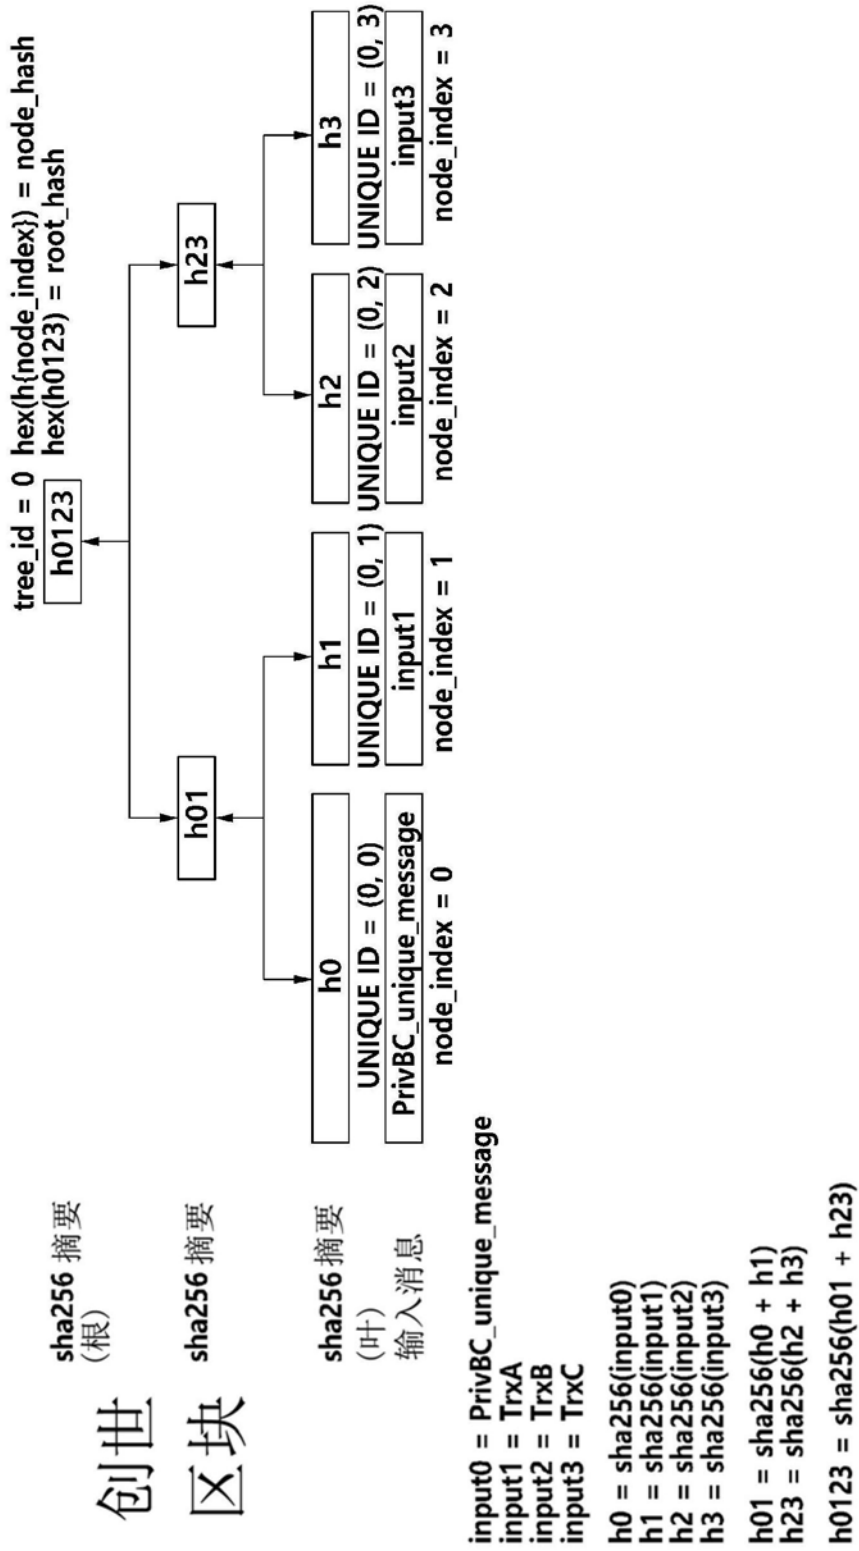 创世
区块
sha256 摘要
(根)
tree_id = 0
hex(h{node_index}) = node_hash
hex(h0123) = root_hash
h0123
sha256 摘要
h01
h23
sha256 摘要
(叶)
h0
h1
h2
h3
UNIQUE ID = (0, 0)
UNIQUE ID = (0, 1)
UNIQUE ID = (0, 2)
UNIQUE ID = (0, 3)
输入消息
PrivBC_unique_message
input1
input2
input3
node_index = 0
node_index = 1
node_index = 2
node_index = 3
input0 = PrivBC_unique_message
input1 = TrxA
input2 = TrxB
input3 = TrxC
h0 = sha256(input0)
h1 = sha256(input1)
h2 = sha256(input2)
h3 = sha256(input3)
h01 = sha256(h0 + h1)
h23 = sha256(h2 + h3)
h0123 = sha256(h01 + h23)